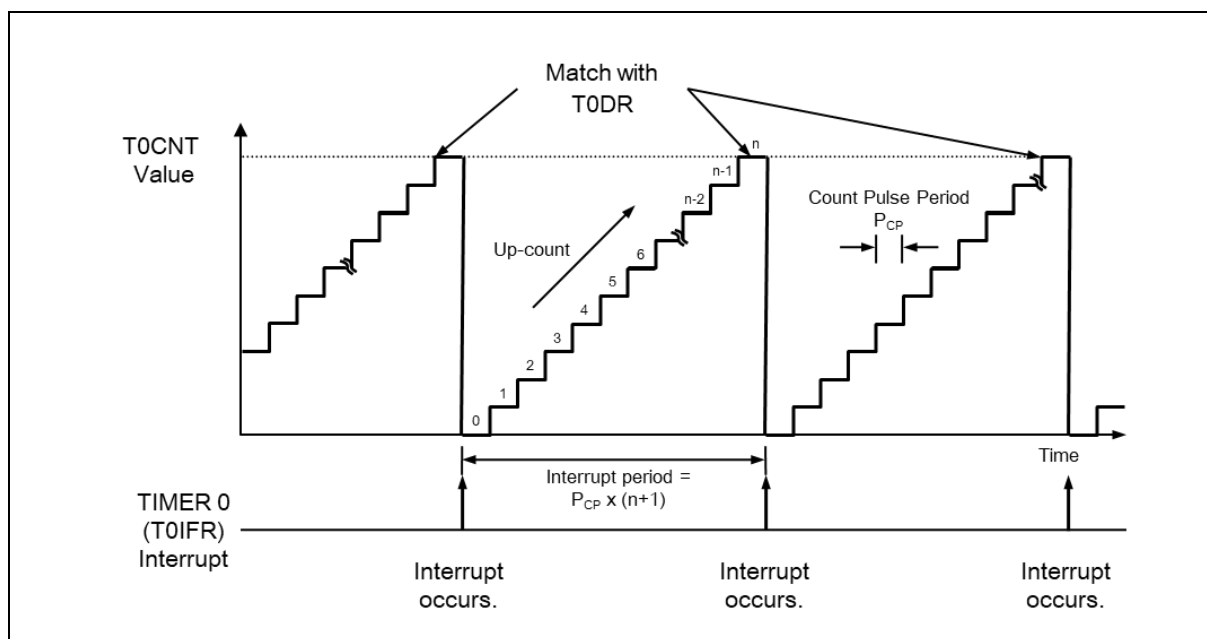 Match with
T0DR
T0CNT
Value
n
n-1
n-2
Count Pulse Period
PCP
Up-count
6
5
4
3
2
1
0
Time
Interrupt period =
PCP x (n+1)
TIMER 0
(T0IFR)
Interrupt
Interrupt
occurs.
Interrupt
occurs.
Interrupt
occurs.